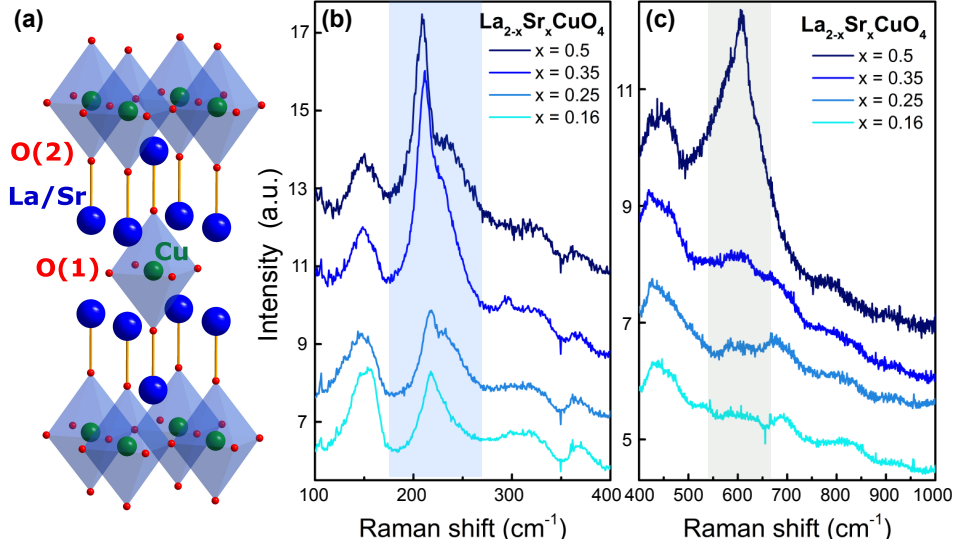 (a)
O(2)
La/Sr
Cu
O(1)
(b)
La2-xSrxCuO4
x = 0.5
x = 0.35
x = 0.25
x = 0.16
17
15
13
11
9
7
Intensity (a.u.)
100 200 300 400
Raman shift (cm-1)
(c)
La2-xSrxCuO4
x = 0.5
x = 0.35
x = 0.25
x = 0.16
11
9
7
5
400 500 600 700 800 900 1000
Raman shift (cm-1)